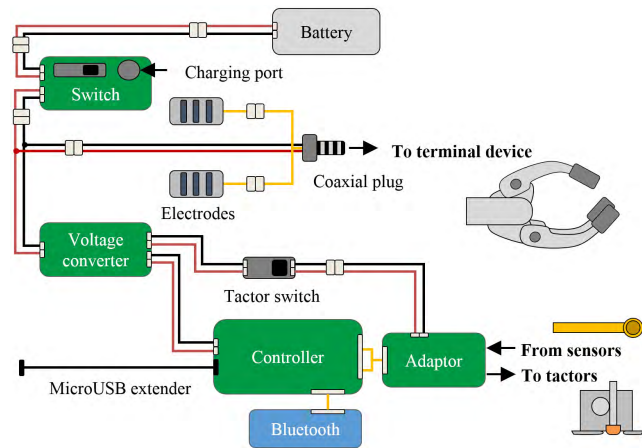 Battery
Charging port
Switch
To terminal device
Coaxial plug
Electrodes
Voltage
converter
Tactor switch
Controller
Adaptor
From sensors
To tactors
MicroUSB extender
Bluetooth